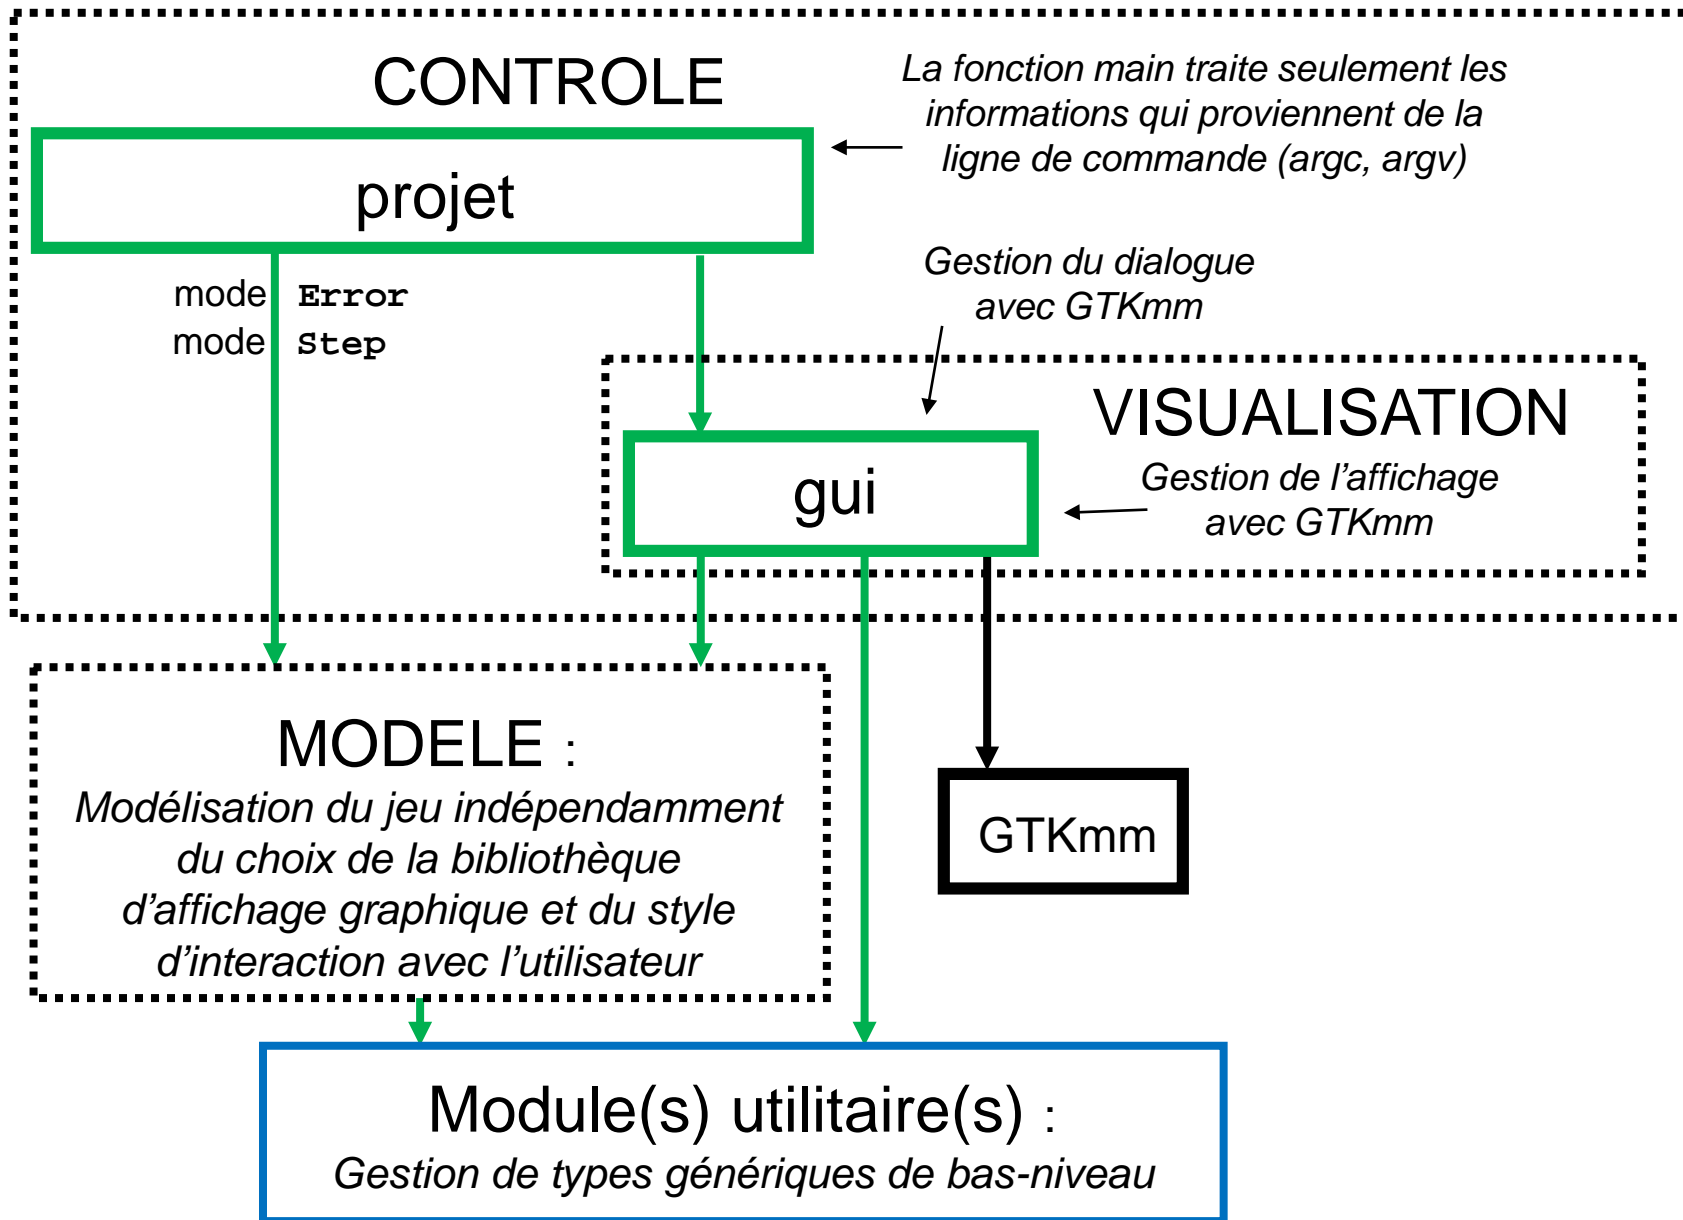 CONTROLE
La fonction main traite seulement les
informations qui proviennent de la
ligne de commande (argc, argv)
projet
mode Error
mode Step
Gestion du dialogue
avec GTKmm
VISUALISATION
gui
Gestion de l’affichage
avec GTKmm
MODELE :
Modélisation du jeu indépendamment
du choix de la bibliothèque
d’affichage graphique et du style
d’interaction avec l’utilisateur
GTKmm
Module(s) utilitaire(s) :
Gestion de types génériques de bas-niveau